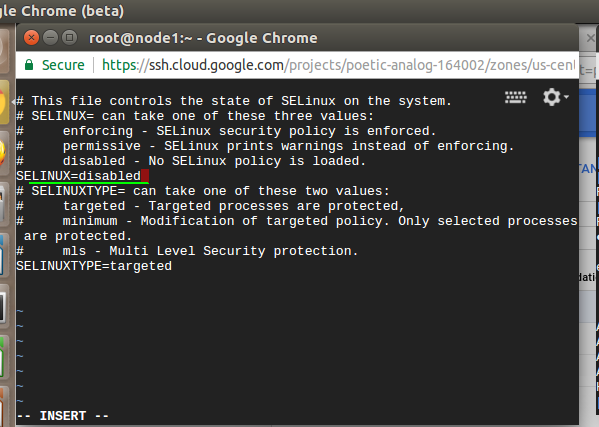 gle Chrome (beta)
root@node1:~ - Google Chrome
Secure https://ssh.cloud.google.com/projects/poetic-analog-164002/zones/us-cent
# This file controls the state of SELinux on the system.
# SELINUX= can take one of these three values:
#     enforcing - SELinux security policy is enforced.
#     permissive - SELinux prints warnings instead of enforcing.
#     disabled - No SELinux policy is loaded.
SELINUX=disabled
# SELINUXTYPE= can take one of these two values:
#     targeted - Targeted processes are protected,
#     minimum - Modification of targeted policy. Only selected processes
are protected.
#     mls - Multi Level Security protection.
SELINUXTYPE=targeted
~
~
~
~
~
~
~
-- INSERT --